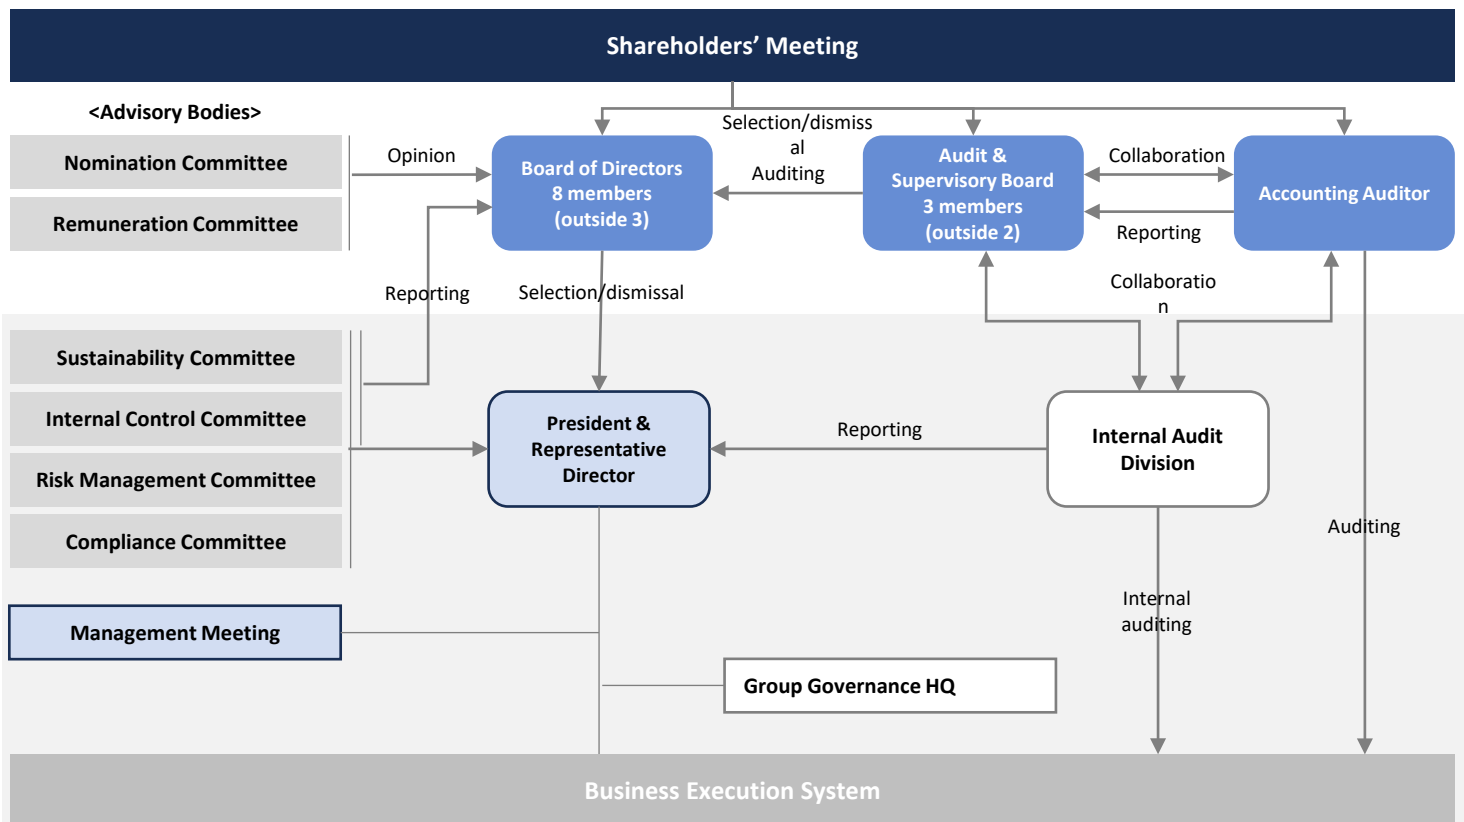 Shareholders’ Meeting
<Advisory Bodies>
Nomination Committee
Remuneration Committee
Opinion
Board of Directors
8 members
(outside 3)
Selection/dismiss
al
Auditing
Audit &
Supervisory Board
3 members
(outside 2)
Collaboration
Reporting
Accounting Auditor
Reporting
Selection/dismissal
Collaboratio
n
Sustainability Committee
Internal Control Committee
Risk Management Committee
Compliance Committee
President &
Representative
Director
Reporting
Internal Audit
Division
Auditing
Internal
auditing
Management Meeting
Group Governance HQ
Business Execution System